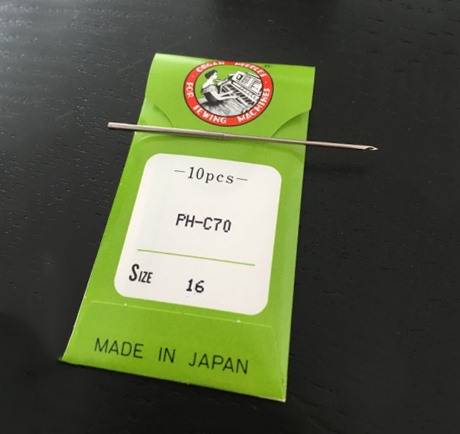 ORGAN NEEDLES
FOR SEWING MACHINES
-10pcs-
PH-C70
SIZE 16
MADE IN JAPAN